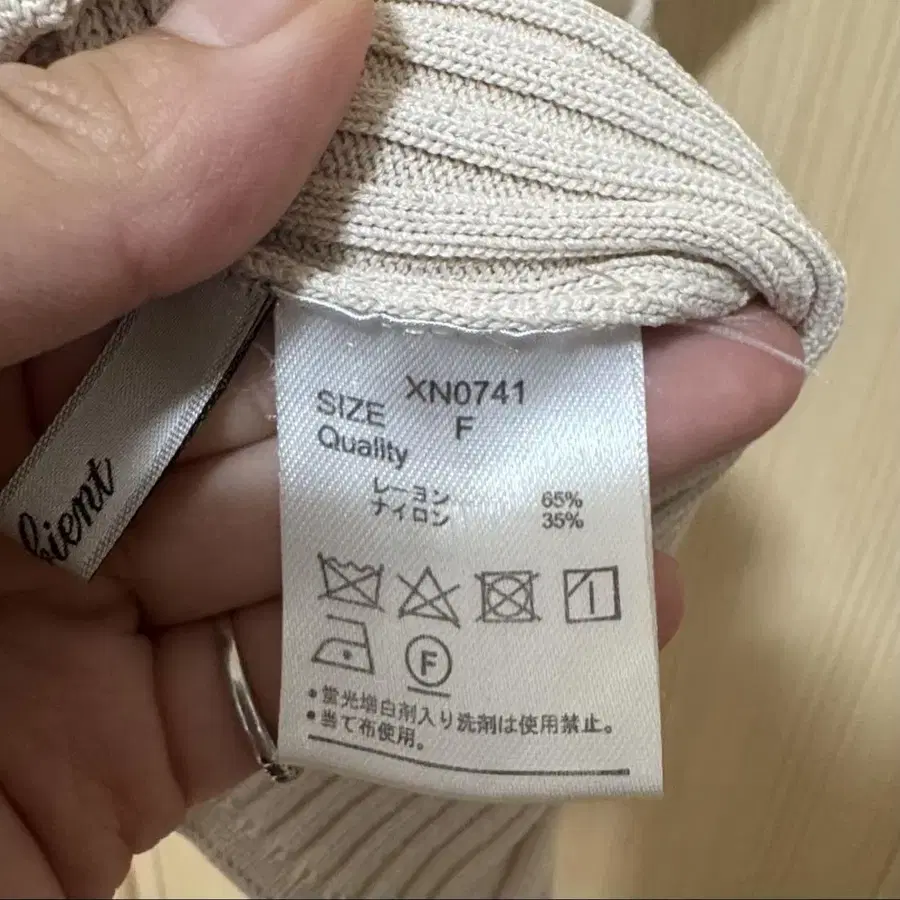 XN0741
SIZE F
Quality
レーヨン 65%
ナイロン 35%
F
•蛍光増白剤入り洗剤は使用禁止。
•当て布使用。